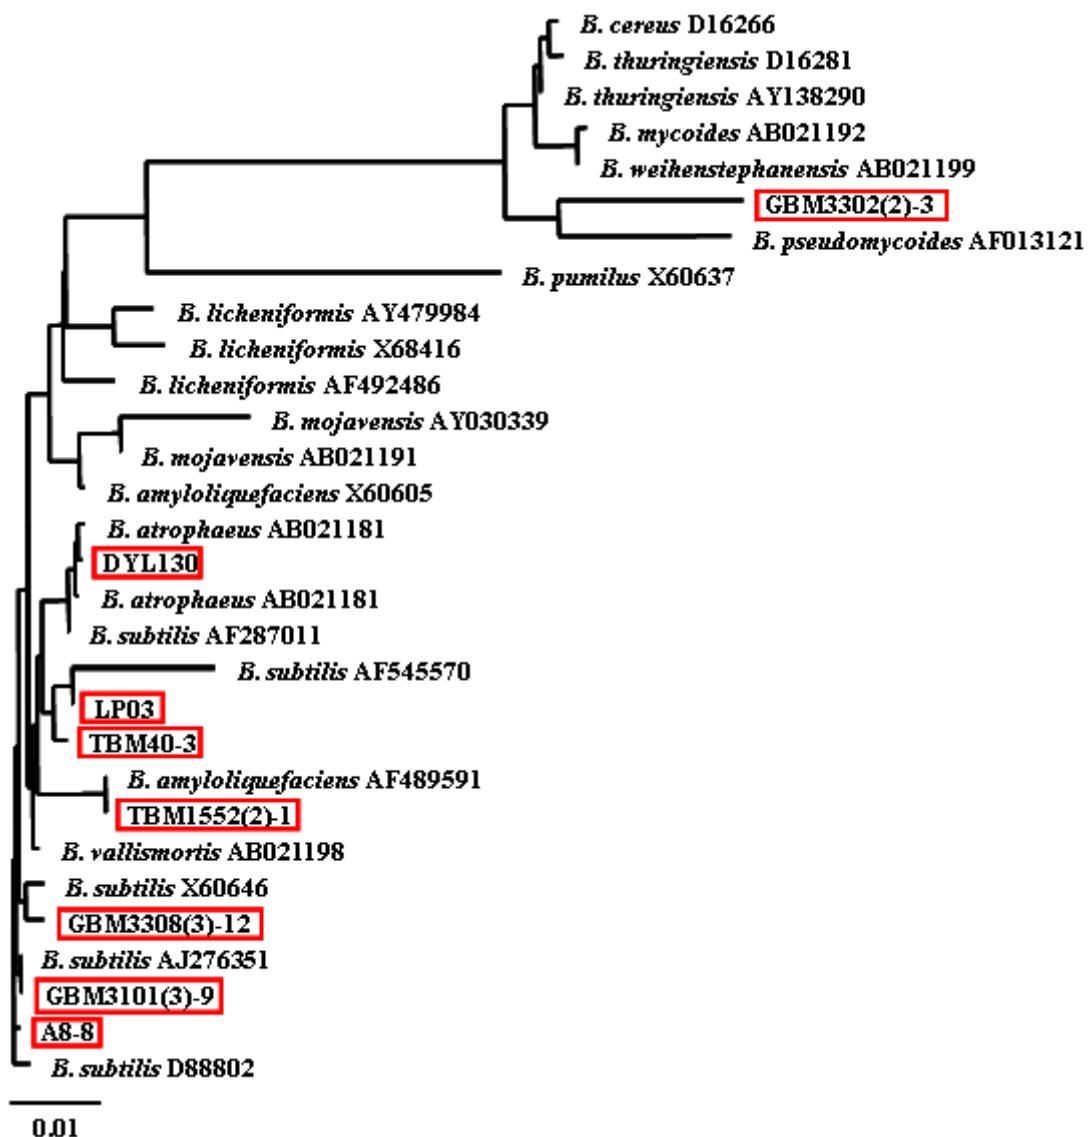 B. cereus D16266
B. thuringiensis D16281
B. thuringiensis AY138290
B. mycoides AB021192
B. weihenstephanensis AB021199
GBM3302(2)-3
B. pseudomycoides AF013121
B. pumilus X60637
B. licheniformis AY479984
B. licheniformis X68416
B. licheniformis AF492486
B. mojavensis AY030339
B. mojavensis AB021191
B. amyloliquefaciens X60605
B. atrophaeus AB021181
DYL130
B. atrophaeus AB021181
B. subtilis AF287011
B. subtilis AF545570
LP03
TBM40-3
B. amyloliquefaciens AF489591
TBM1552(2)-1
B. vallismortis AB021198
B. subtilis X60646
GBM3308(3)-12
B. subtilis AJ276351
GBM3101(3)-9
A8-8
B. subtilis D88802
0.01